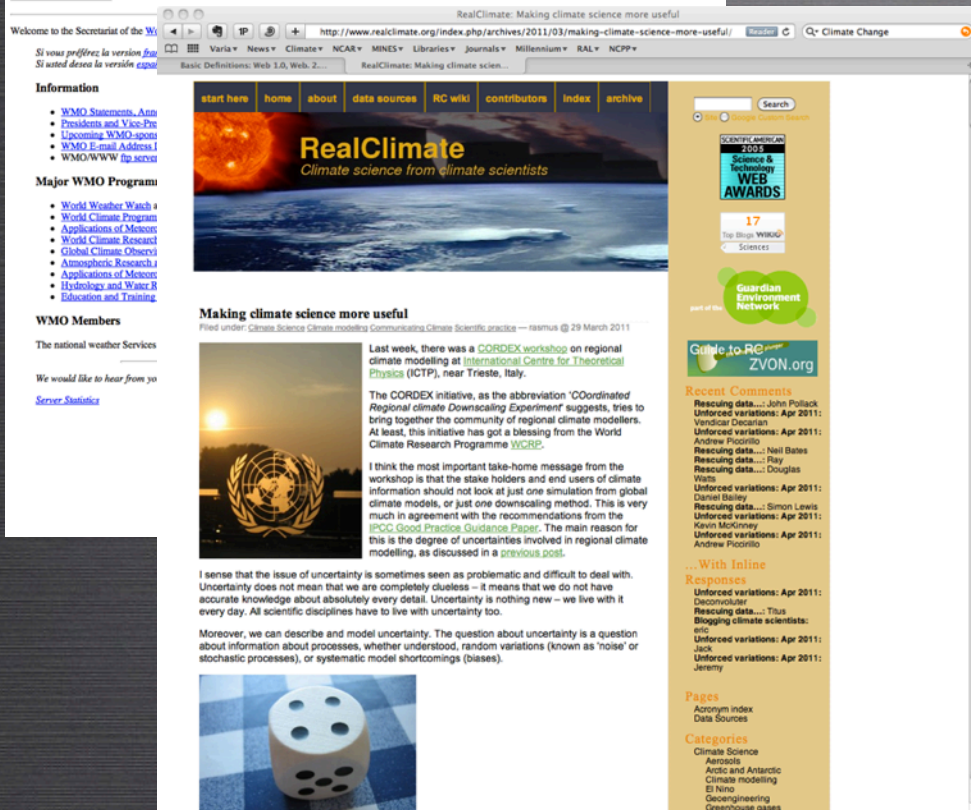 Welcome to the Secretariat of the
Si vous préférez la version
Si usted desea la versión
Information
WMO Statements,
Presidents and
Upcoming
WMO E-mail Address
WMO/WWW ftp server
Major WMO
World Weather Watch
World Climate
Applications of
World Climate
Global Climate
Atmospheric Research
Applications of
Hydrology and Water
Education and Training
WMO Members
The national weather Services
We would like to hear from
Server Statistics
RealClimate: Making climate science more useful
http://www.realclimate.org/index.php/archives/2011/03/making-climate-science-more-useful/ Reader Climate Change
Varia News Climate NCAR MINES Libraries Journals Millennium RAL NCPP
Basic Definitions: Web 1.0, Web. 2.... RealClimate: Making climate scien...
start here home about data sources RC wiki contributors index archive
RealClimate
Climate science from climate scientists
Making climate science more useful
Filed under: Climate Science Climate modelling Communicating Climate Scientific practice — rasmus @ 29 March 2011
Last week, there was a CORDEX workshop on regional
climate modelling at International Centre for Theoretical
Physics (ICTP), near Trieste, Italy.
The CORDEX initiative, as the abbreviation 'COordinated
Regional climate Downscaling Experiment' suggests, tries to
bring together the community of regional climate modellers.
At least, this initiative has got a blessing from the World
Climate Research Programme WCRP.
I think the most important take-home message from the
workshop is that the stake holders and end users of climate
information should not look at just one simulation from global
climate models, or just one downscaling method. This is very
much in agreement with the recommendations from the
IPCC Good Practice Guidance Paper. The main reason for
this is the degree of uncertainties involved in regional climate
modelling, as discussed in a previous post.
I sense that the issue of uncertainty is sometimes seen as problematic and difficult to deal with.
Uncertainty does not mean that we are completely clueless – it means that we do not have
accurate knowledge about absolutely every detail. Uncertainty is nothing new – we live with it
every day. All scientific disciplines have to live with uncertainty too.
Moreover, we can describe and model uncertainty. The question about uncertainty is a question
about information about processes, whether understood, random variations (known as 'noise' or
stochastic processes), or systematic model shortcomings (biases).
Search
Site Google Custom Search
SCIENTIFIC AMERICAN
2005
Science &
Technology
WEB
AWARDS
17
Top Blogs WIKIO
Sciences
part of the
Guardian
Environment
Network
Guide to RC
ZVON.org
Recent Comments
Rescuing data...: John Pollack
Unforced variations: Apr 2011:
Vendicar Decarian
Unforced variations: Apr 2011:
Andrew Piccirillo
Rescuing data...: Neil Bates
Rescuing data...: Ray
Rescuing data...: Douglas
Watts
Unforced variations: Apr 2011:
Daniel Bailey
Rescuing data...: Simon Lewis
Unforced variations: Apr 2011:
Kevin McKinney
Unforced variations: Apr 2011:
Andrew Piccirillo
...With Inline
Responses
Unforced variations: Apr 2011:
Deconvoluter
Rescuing data...: Titus
Blogging climate scientists:
eric
Unforced variations: Apr 2011:
Jack
Unforced variations: Apr 2011:
Jeremy
Pages
Acronym index
Data Sources
Categories
Climate Science
Aerosols
Arctic and Antarctic
Climate modelling
El Nino
Geoengineering
Greenhouse gases